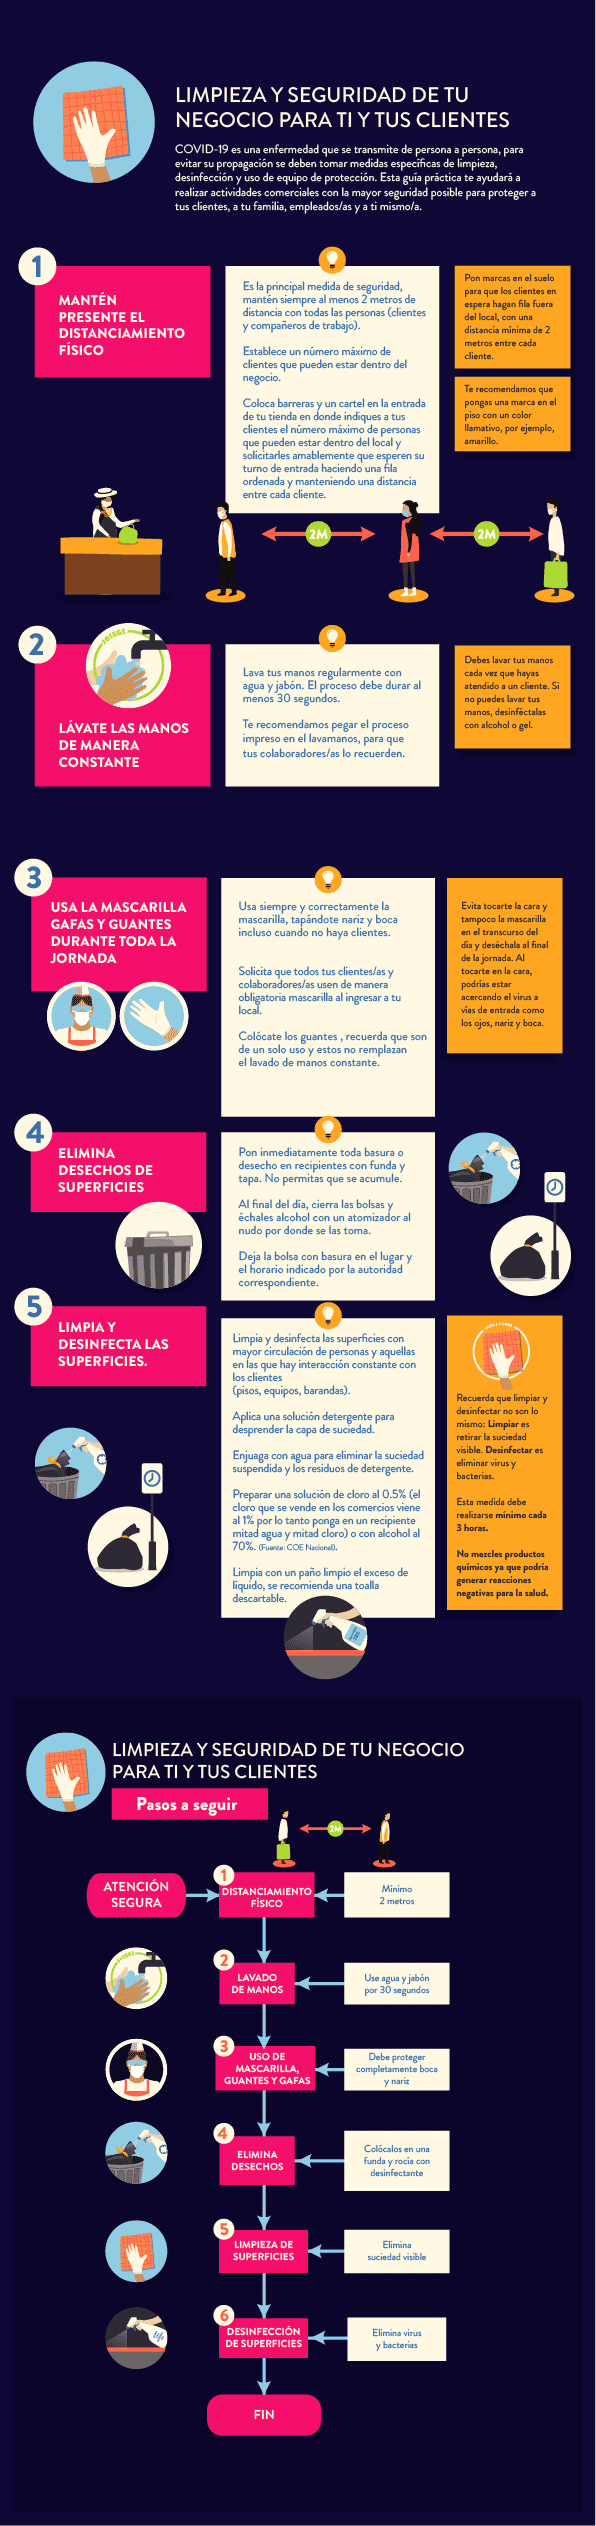 LIMPIEZA Y SEGURIDAD DE TU
NEGOCIO PARA TI Y TUS CLIENTES
COVID-19 es una enfermedad que se transmite de persona a persona, para
evitar su propagación se deben tomar medidas específicas de limpieza,
desinfección y uso de equipo de protección. Esta guía práctica te ayudará a
realizar actividades comerciales con la mayor seguridad posible para proteger a
tus clientes, a tu familia, empleados/as y a ti mismo/a.
1
MANTÉN
PRESENTE EL
DISTANCIAMIENTO
FÍSICO
Es la principal medida de seguridad,
mantén siempre al menos 2 metros de
distancia con todas las personas (clientes
y compañeros de trabajo).
Establece un número máximo de
clientes que pueden estar dentro del
negocio.
Coloca barreras y un cartel en la entrada
de tu tienda en donde indiques a tus
clientes el número máximo de personas
que pueden estar dentro del local y
solicitarles amablemente que esperen su
turno de entrada haciendo una fila
ordenada y manteniendo una distancia
entre cada cliente.
Pon marcas en el suelo
para que los clientes en
espera hagan fila fuera
del local, con una
distancia mínima de 2
metros entre cada
cliente.
Te recomendamos que
pongas una marca en el
piso con un color
llamativo, por ejemplo,
amarillo.
2M
2M
2
30SEGS
LÁVATE LAS MANOS
DE MANERA
CONSTANTE
Lava tus manos regularmente con
agua y jabón. El proceso debe durar al
menos 30 segundos.
Te recomendamos pegar el proceso
impreso en el lavamanos, para que
tus colaboradores/as lo recuerden.
Debes lavar tus manos
cada vez que hayas
atendido a un cliente. Si
no puedes lavar tus
manos, desinféctalas
con alcohol o gel.
3
USA LA MASCARILLA
GAFAS Y GUANTES
DURANTE TODA LA
JORNADA
Usa siempre y correctamente la
mascarilla, tapándote nariz y boca
incluso cuando no haya clientes.
Solicita que todos tus clientes/as y
colaboradores/as usen de manera
obligatoria mascarilla al ingresar a tu
local.
Colócate los guantes , recuerda que son
de un solo uso y estos no remplazan
el lavado de manos constante.
Evita tocarte la cara y
tampoco la mascarilla
en el transcurso del
día y deséchala al final
de la jornada. Al
tocarte en la cara,
podrías estar
acercando el virus a
vías de entrada como
los ojos, nariz y boca.
4
ELIMINA
DESECHOS DE
SUPERFICIES
Pon inmediatamente toda basura o
desecho en recipientes con funda y
tapa. No permitas que se acumule.
Al final del día, cierra las bolsas y
échales alcohol con un atomizador al
nudo por donde se las toma.
Deja la bolsa con basura en el lugar y
el horario indicado por la autoridad
correspondiente.
5
LIMPIA Y
DESINFECTA LAS
SUPERFICIES.
Limpia y desinfecta las superficies con
mayor circulación de personas y aquellas
en las que hay interacción constante con
los clientes
(pisos, equipos, barandas).
Aplica una solución detergente para
desprender la capa de suciedad.
Enjuaga con agua para eliminar la suciedad
suspendida y los residuos de detergente.
Preparar una solución de cloro al 0.5% (el
cloro que se vende en los comercios viene
al 1% por lo tanto ponga en un recipiente
mitad agua y mitad cloro) o con alcohol al
70%. (Fuente: COE Nacional).
Limpia con un paño limpio el exceso de
líquido, se recomienda una toalla
descartable.
Recuerda que limpiar y
desinfectar no son lo
mismo: Limpiar es
retirar la suciedad
visible. Desinfectar es
eliminar virus y
bacterias.
Esta medida debe
realizarse mínimo cada
3 horas.
No mezcles productos
químicos ya que podría
generar reacciones
negativas para la salud.
LIMPIEZA Y SEGURIDAD DE TU NEGOCIO
PARA TI Y TUS CLIENTES
Pasos a seguir
2M
ATENCIÓN
SEGURA
1
DISTANCIAMIENTO
FÍSICO
Mínimo
2 metros
2
LAVADO
DE MANOS
Use agua y jabón
por 30 segundos
3
USO DE
MASCARILLA,
GUANTES Y GAFAS
Debe proteger
completamente boca
y nariz
4
ELIMINA
DESECHOS
Colócalos en una
funda y rocía con
desinfectante
5
LIMPIEZA DE
SUPERFICIES
Elimina
suciedad visible
6
DESINFECCIÓN
DE SUPERFICIES
Elimina virus
y bacterias
FIN